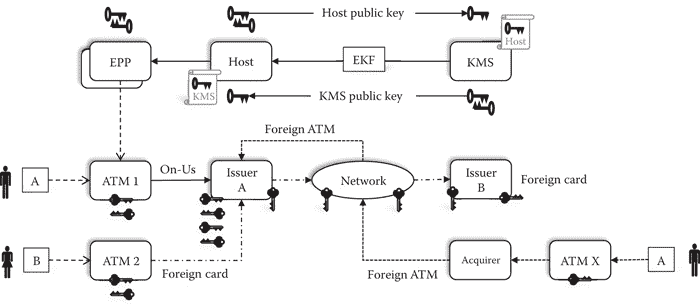 Host public key
Host
EPP
Host
EKF
KMS
KMS
KMS public key
Foreign ATM
A
ATM 1
On-Us
Issuer
A
Network
Issuer
B
Foreign card
B
ATM 2
Foreign card
Foreign ATM
Acquirer
ATM X
A